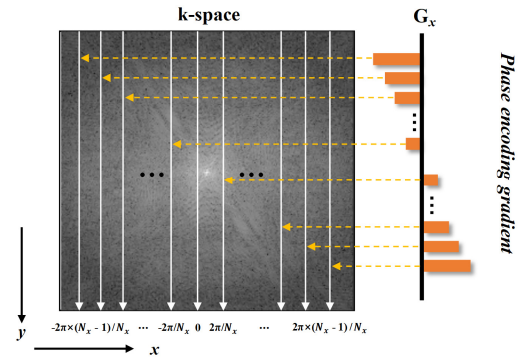 k-space
Gₓ
Phase encoding gradient
-2π×(Nₓ - 1)/Nₓ ... -2π/Nₓ 0 2π/Nₓ ... 2π×(Nₓ - 1)/Nₓ
y
x